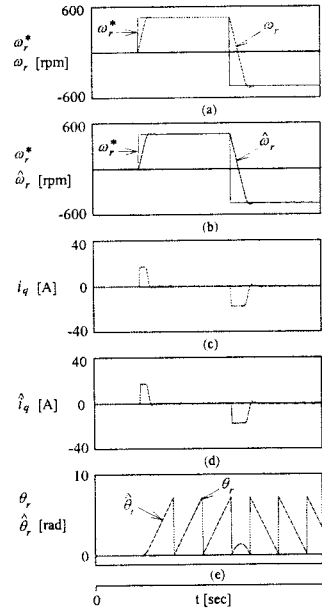 600
ω_r^*
ω_r [rpm]
-600
ω_r^*
ω_r
(a)
600
ω_r^*
ω̂_r [rpm]
-600
ω_r^*
ω̂_r
(b)
40
i_q [A]
0
-40
(c)
40
î_q [A]
0
-40
(d)
10
θ_r
θ̂_r [rad]
0
θ̂_r
θ_r
(e)
0 t [sec]